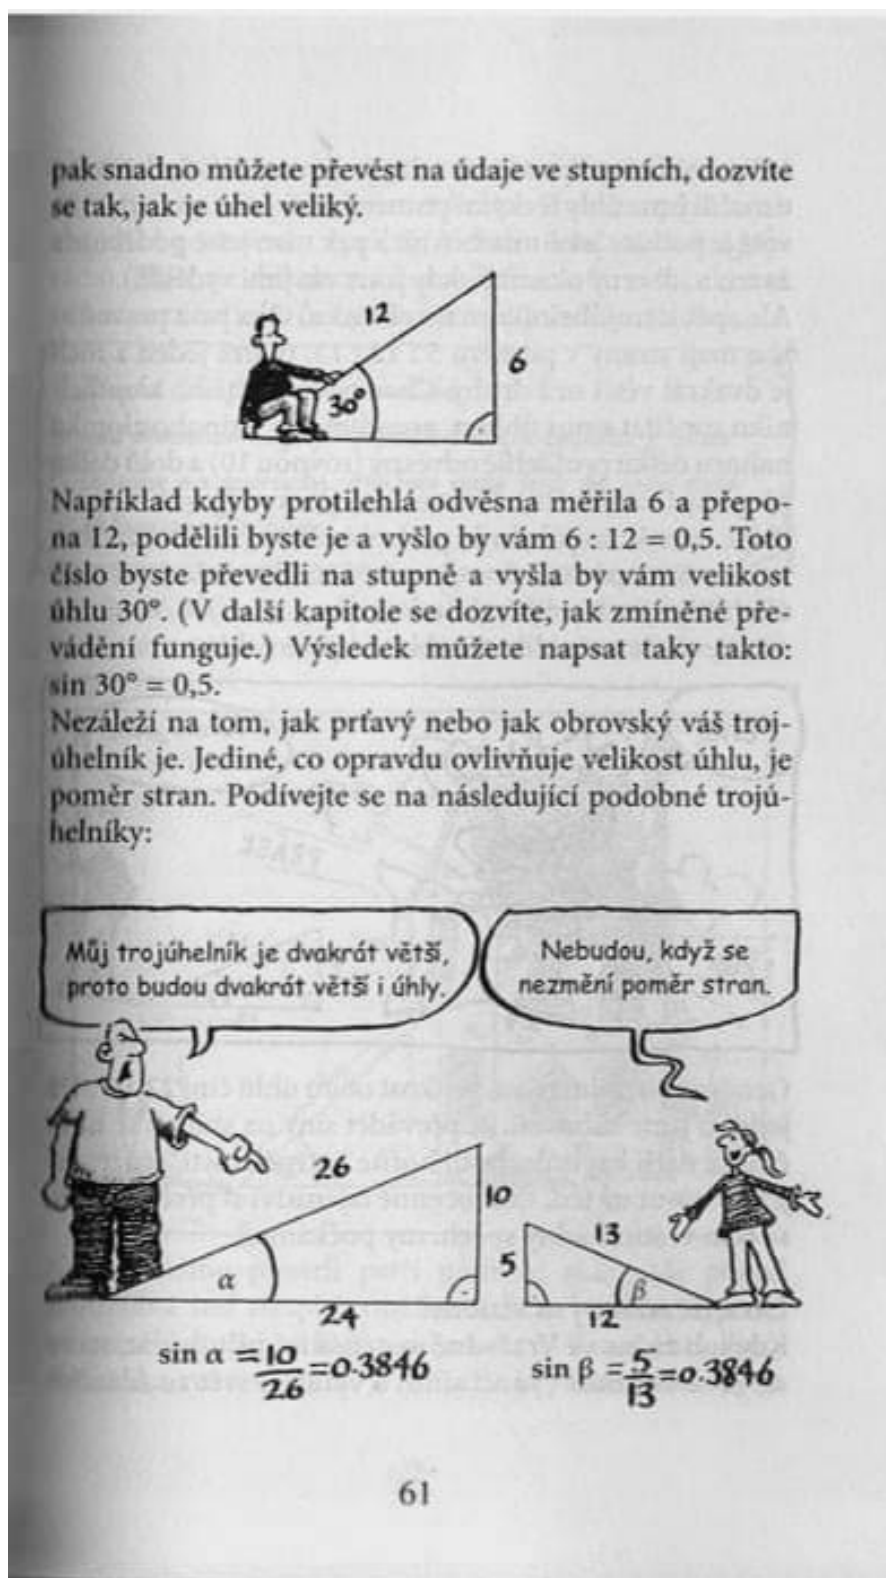 pak snadno můžete převést na údaje ve stupních, dozvíte
se tak, jak je úhel veliký.
12
6
30°
Například kdyby protilehlá odvěsna měřila 6 a přepo-
na 12, podělili byste je a vyšlo by vám 6 : 12 = 0,5. Toto
číslo byste převedli na stupně a vyšla by vám velikost
úhlu 30°. (V další kapitole se dozvíte, jak zmíněné pře-
vádění funguje.) Výsledek můžete napsat taky takto:
sin 30° = 0,5.
Nezáleží na tom, jak prťavý nebo jak obrovský váš troj-
úhelník je. Jediné, co opravdu ovlivňuje velikost úhlu, je
poměr stran. Podívejte se na následující podobné trojú-
helníky:
Můj trojúhelník je dvakrát větší,
proto budou dvakrát větší i úhly.
Nebudou, když se
nezmění poměr stran.
26
10
α
24
13
5
β
12
sin α = 10/26 = 0.3846
sin β = 5/13 = 0.3846
61